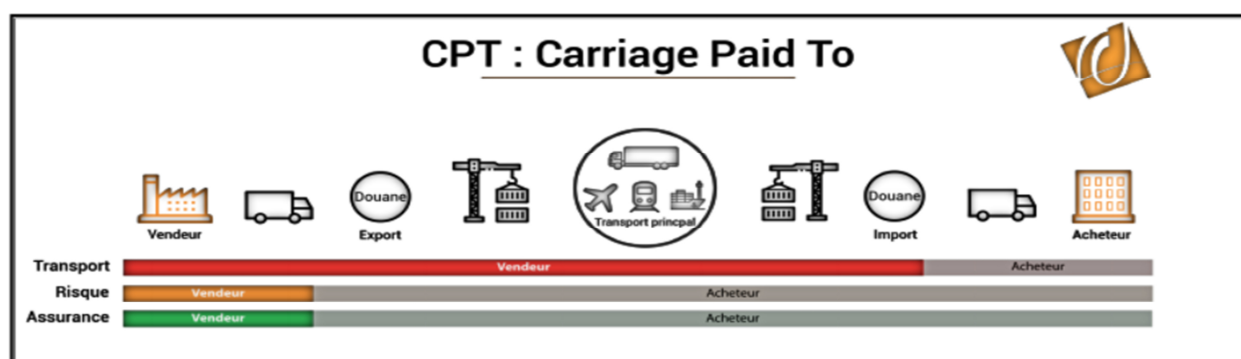 CPT : Carriage Paid To
Douane
Douane
Transport princpal
Vendeur
Export
Import
Acheteur
Transport Vendeur Acheteur
Risque Vendeur Acheteur
Assurance Vendeur Acheteur